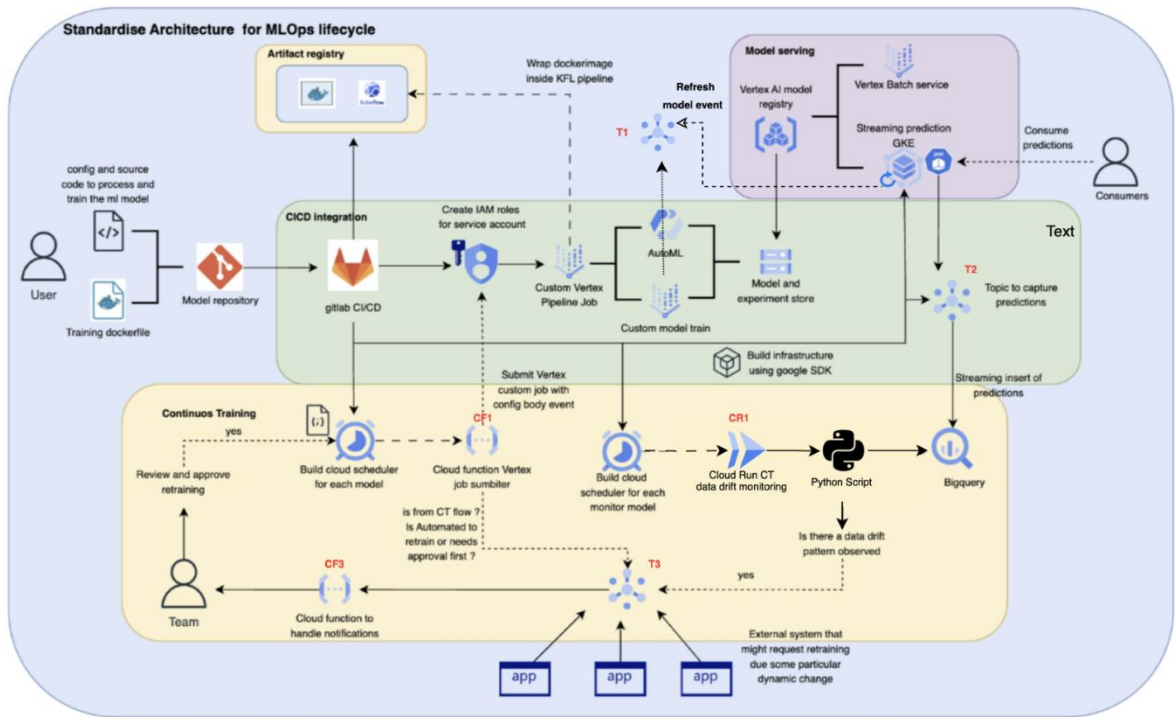 Standardise Architecture for MLOps lifecycle
Artifact registry
Kubeflow
Wrap dockerimage
inside KFL pipeline
Refresh
model event
T1
Model serving
Vertex AI model
registry
Vertex Batch service
Streaming prediction
GKE
Consume
predictions
Consumers
config and source
code to process and
train the ml model
</>
User
Training dockerfile
Model repository
CICD integration
gitlab CI/CD
Create IAM roles
for service account
Custom Vertex
Pipeline Job
AutoML
Custom model train
Model and
experiment store
Text
T2
Topic to capture
predictions
Build infrastructure
using google SDK
Streaming insert of
predictions
Continuos Training
yes
{;}
Review and approve
retraining
Build cloud scheduler
for each model
Submit Vertex
custom job with
config body event
CF1
Cloud function Vertex
job sumbiter
Build cloud
scheduler for each
monitor model
CR1
Cloud Run CT
data drift monitoring
Python Script
Bigquery
is from CT flow ?
Is Automated to
retrain or needs
approval first ?
Is there a data drift
pattern observed
yes
T3
CF3
Cloud function to
handle notifications
Team
app
app
app
External system that
might request retraining
due some particular
dynamic change